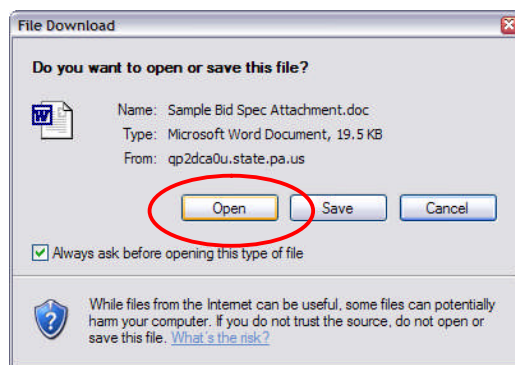 File Download
Do you want to open or save this file?
Name: Sample Bid Spec Attachment.doc
Type: Microsoft Word Document, 19.5 KB
From: qp2dca0u.state.pa.us
Open Save Cancel
Always ask before opening this type of file
While files from the Internet can be useful, some files can potentially
harm your computer. If you do not trust the source, do not open or
save this file. What's the risk?